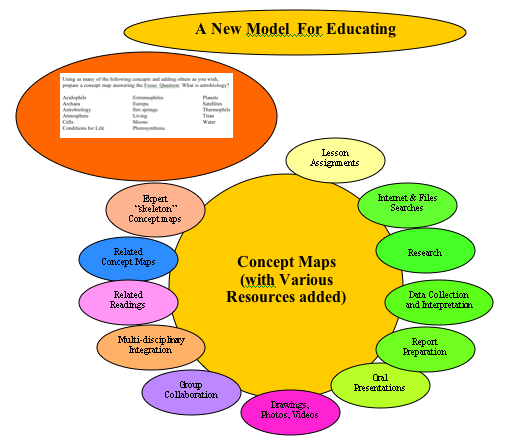 A New Model For Educating
Using as many of the following concepts and adding others as you wish,
prepare a concept map answering the Focus Question: What is astrobiology?
Acidophils Extremophiles Planets
Archaea Europa Satellites
Astrobiology Hot springs Thermophils
Atmosphere Living Titan
Cells Moons Water
Conditions for Life Photosynthesis
Lesson
Assignments
Expert
"skeleton"
Concept maps
Internet & Files
Searches
Related
Concept Maps
Concept Maps
(with Various
Resources added)
Research
Related
Readings
Data Collection
and Interpretation
Multi-disciplinary
Integration
Report
Preparation
Group
Collaboration
Oral
Presentations
Drawings,
Photos, Videos